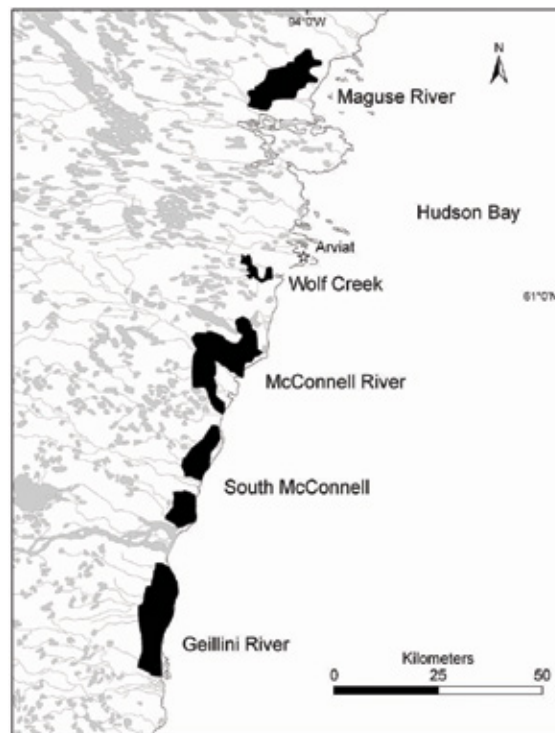 94°0'W
N
Maguse River
Hudson Bay
Arviat
Wolf Creek
61°0'N
McConnell River
South McConnell
Geillini River
Kilometers
0 25 50